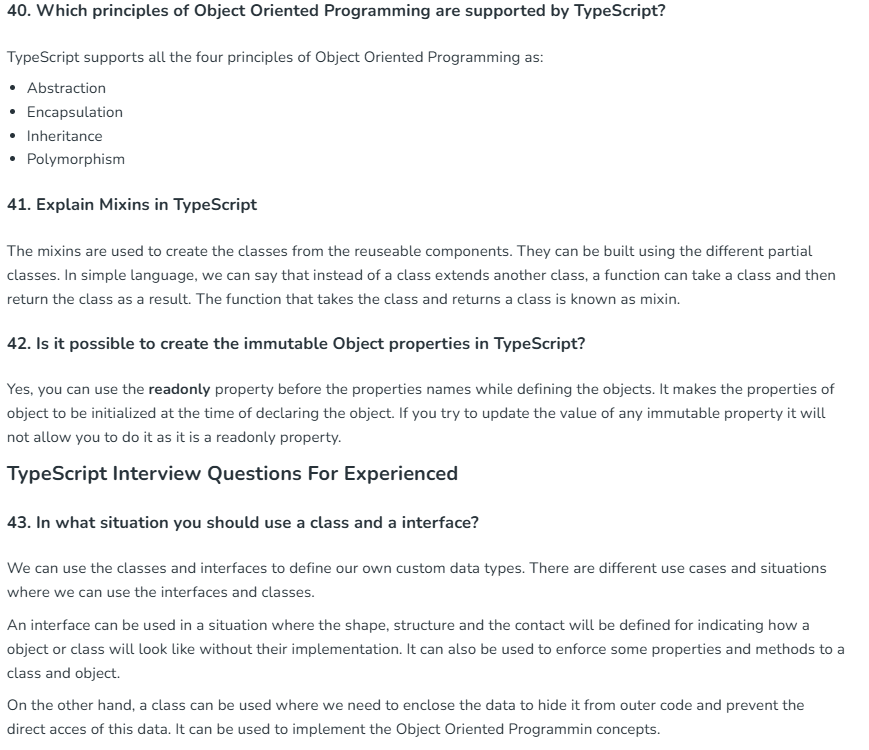 40. Which principles of Object Oriented Programming are supported by TypeScript?
TypeScript supports all the four principles of Object Oriented Programming as:
• Abstraction
• Encapsulation
• Inheritance
• Polymorphism
41. Explain Mixins in TypeScript
The mixins are used to create the classes from the reuseable components. They can be built using the different partial
classes. In simple language, we can say that instead of a class extends another class, a function can take a class and then
return the class as a result. The function that takes the class and returns a class is known as mixin.
42. Is it possible to create the immutable Object properties in TypeScript?
Yes, you can use the readonly property before the properties names while defining the objects. It makes the properties of
object to be initialized at the time of declaring the object. If you try to update the value of any immutable property it will
not allow you to do it as it is a readonly property.
TypeScript Interview Questions For Experienced
43. In what situation you should use a class and a interface?
We can use the classes and interfaces to define our own custom data types. There are different use cases and situations
where we can use the interfaces and classes.
An interface can be used in a situation where the shape, structure and the contact will be defined for indicating how a
object or class will look like without their implementation. It can also be used to enforce some properties and methods to a
class and object.
On the other hand, a class can be used where we need to enclose the data to hide it from outer code and prevent the
direct acces of this data. It can be used to implement the Object Oriented Programmin concepts.